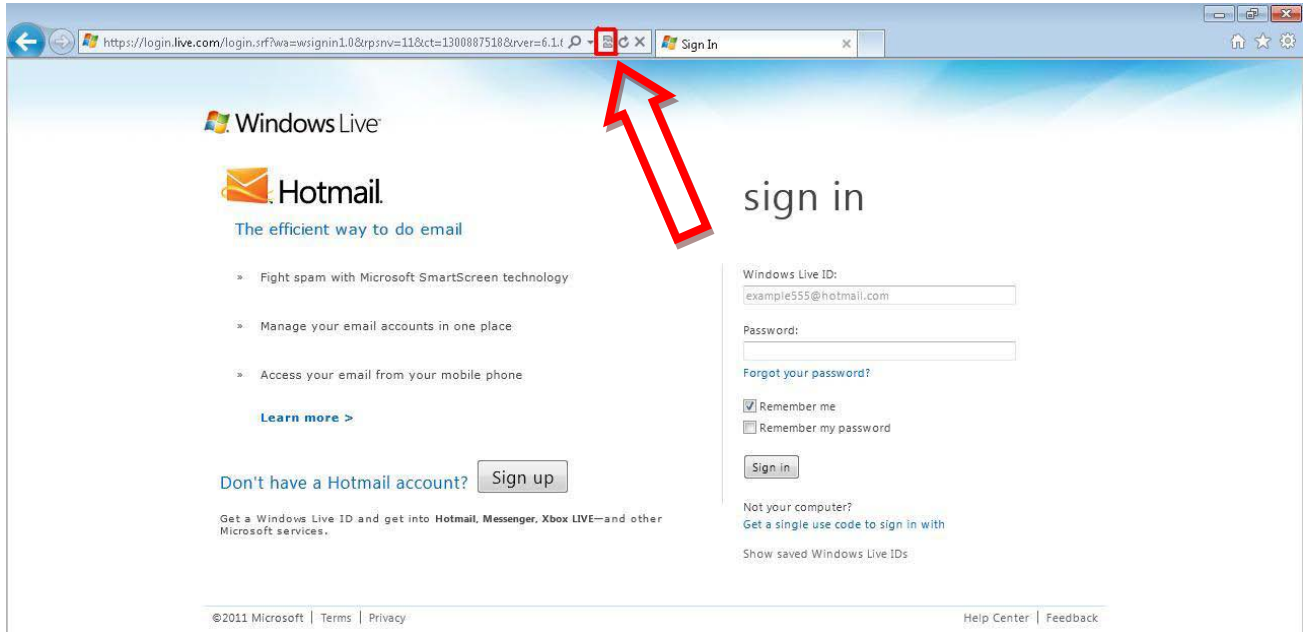 https://login.live.com/login.srf?wa=wsignin1.0&rpsnv=11&ct=1300887518&rver=6.1.t
Sign In
Windows Live
Hotmail.
The efficient way to do email
» Fight spam with Microsoft SmartScreen technology
» Manage your email accounts in one place
» Access your email from your mobile phone
Learn more >
Don't have a Hotmail account? Sign up
Get a Windows Live ID and get into Hotmail, Messenger, Xbox LIVE—and other
Microsoft services.
sign in
Windows Live ID:
example555@hotmail.com
Password:
Forgot your password?
Remember me
Remember my password
Sign in
Not your computer?
Get a single use code to sign in with
Show saved Windows Live IDs
©2011 Microsoft | Terms | Privacy
Help Center | Feedback